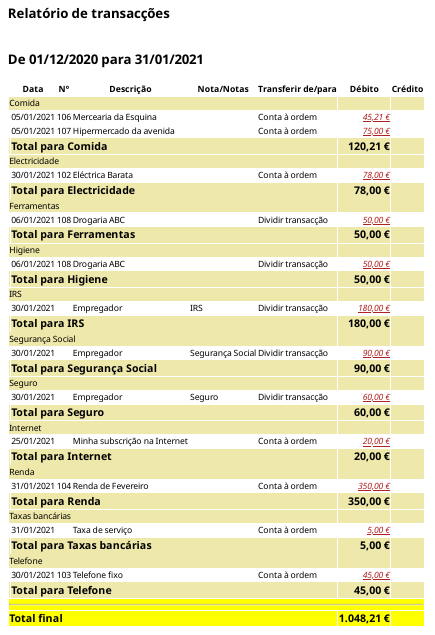 Relatório de transacções
De 01/12/2020 para 31/01/2021
Data Nº Descrição Nota/Notas Transferir de/para Débito Crédito
Comida
05/01/2021 106 Mercearia da Esquina Conta à ordem 45,21 €
05/01/2021 107 Hipermercado da avenida Conta à ordem 75,00 €
Total para Comida 120,21 €
Electricidade
30/01/2021 102 Eléctrica Barata Conta à ordem 78,00 €
Total para Electricidade 78,00 €
Ferramentas
06/01/2021 108 Drogaria ABC Dividir transacção 50,00 €
Total para Ferramentas 50,00 €
Higiene
06/01/2021 108 Drogaria ABC Dividir transacção 50,00 €
Total para Higiene 50,00 €
IRS
30/01/2021 Empregador IRS Dividir transacção 180,00 €
Total para IRS 180,00 €
Segurança Social
30/01/2021 Empregador Segurança Social Dividir transacção 90,00 €
Total para Segurança Social 90,00 €
Seguro
30/01/2021 Empregador Seguro Dividir transacção 60,00 €
Total para Seguro 60,00 €
Internet
25/01/2021 Minha subscrição na Internet Conta à ordem 20,00 €
Total para Internet 20,00 €
Renda
31/01/2021 104 Renda de Fevereiro Conta à ordem 350,00 €
Total para Renda 350,00 €
Taxas bancárias
31/01/2021 Taxa de serviço Conta à ordem 5,00 €
Total para Taxas bancárias 5,00 €
Telefone
30/01/2021 103 Telefone fixo Conta à ordem 45,00 €
Total para Telefone 45,00 €
Total final 1.048,21 €